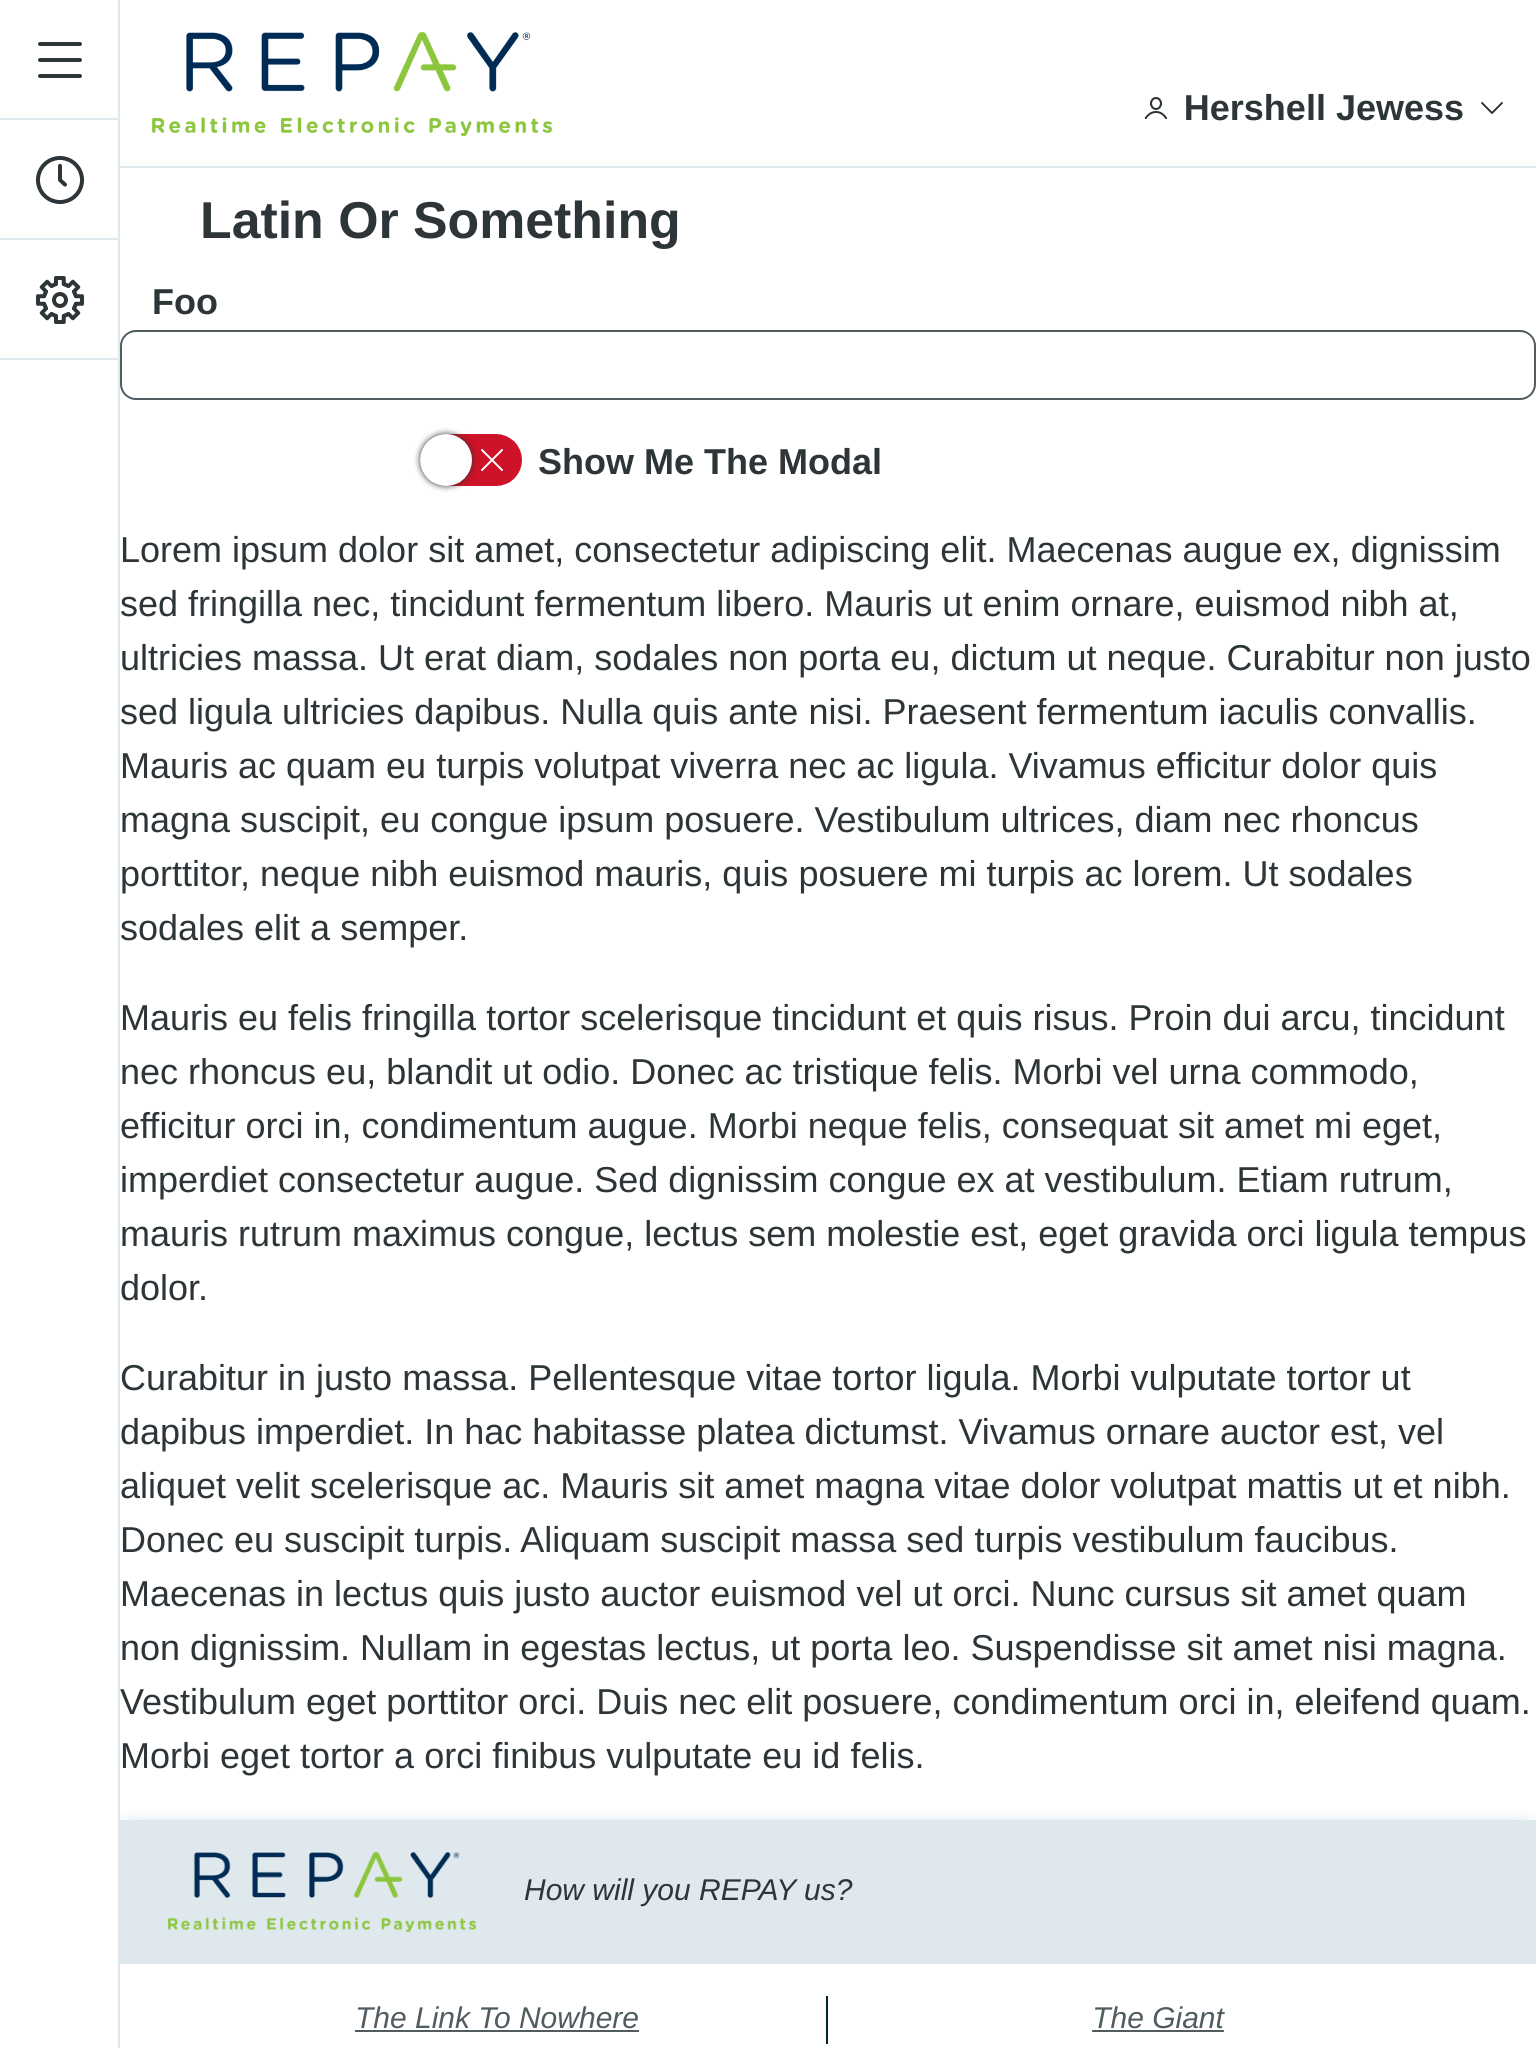 REPAY®
Realtime Electronic Payments
Hershell Jewess
Latin Or Something
Foo
Show Me The Modal
Lorem ipsum dolor sit amet, consectetur adipiscing elit. Maecenas augue ex, dignissim
sed fringilla nec, tincidunt fermentum libero. Mauris ut enim ornare, euismod nibh at,
ultricies massa. Ut erat diam, sodales non porta eu, dictum ut neque. Curabitur non justo
sed ligula ultricies dapibus. Nulla quis ante nisi. Praesent fermentum iaculis convallis.
Mauris ac quam eu turpis volutpat viverra nec ac ligula. Vivamus efficitur dolor quis
magna suscipit, eu congue ipsum posuere. Vestibulum ultrices, diam nec rhoncus
porttitor, neque nibh euismod mauris, quis posuere mi turpis ac lorem. Ut sodales
sodales elit a semper.
Mauris eu felis fringilla tortor scelerisque tincidunt et quis risus. Proin dui arcu, tincidunt
nec rhoncus eu, blandit ut odio. Donec ac tristique felis. Morbi vel urna commodo,
efficitur orci in, condimentum augue. Morbi neque felis, consequat sit amet mi eget,
imperdiet consectetur augue. Sed dignissim congue ex at vestibulum. Etiam rutrum,
mauris rutrum maximus congue, lectus sem molestie est, eget gravida orci ligula tempus
dolor.
Curabitur in justo massa. Pellentesque vitae tortor ligula. Morbi vulputate tortor ut
dapibus imperdiet. In hac habitasse platea dictumst. Vivamus ornare auctor est, vel
aliquet velit scelerisque ac. Mauris sit amet magna vitae dolor volutpat mattis ut et nibh.
Donec eu suscipit turpis. Aliquam suscipit massa sed turpis vestibulum faucibus.
Maecenas in lectus quis justo auctor euismod vel ut orci. Nunc cursus sit amet quam
non dignissim. Nullam in egestas lectus, ut porta leo. Suspendisse sit amet nisi magna.
Vestibulum eget porttitor orci. Duis nec elit posuere, condimentum orci in, eleifend quam.
Morbi eget tortor a orci finibus vulputate eu id felis.
REPAY®
Realtime Electronic Payments
How will you REPAY us?
The Link To Nowhere
The Giant